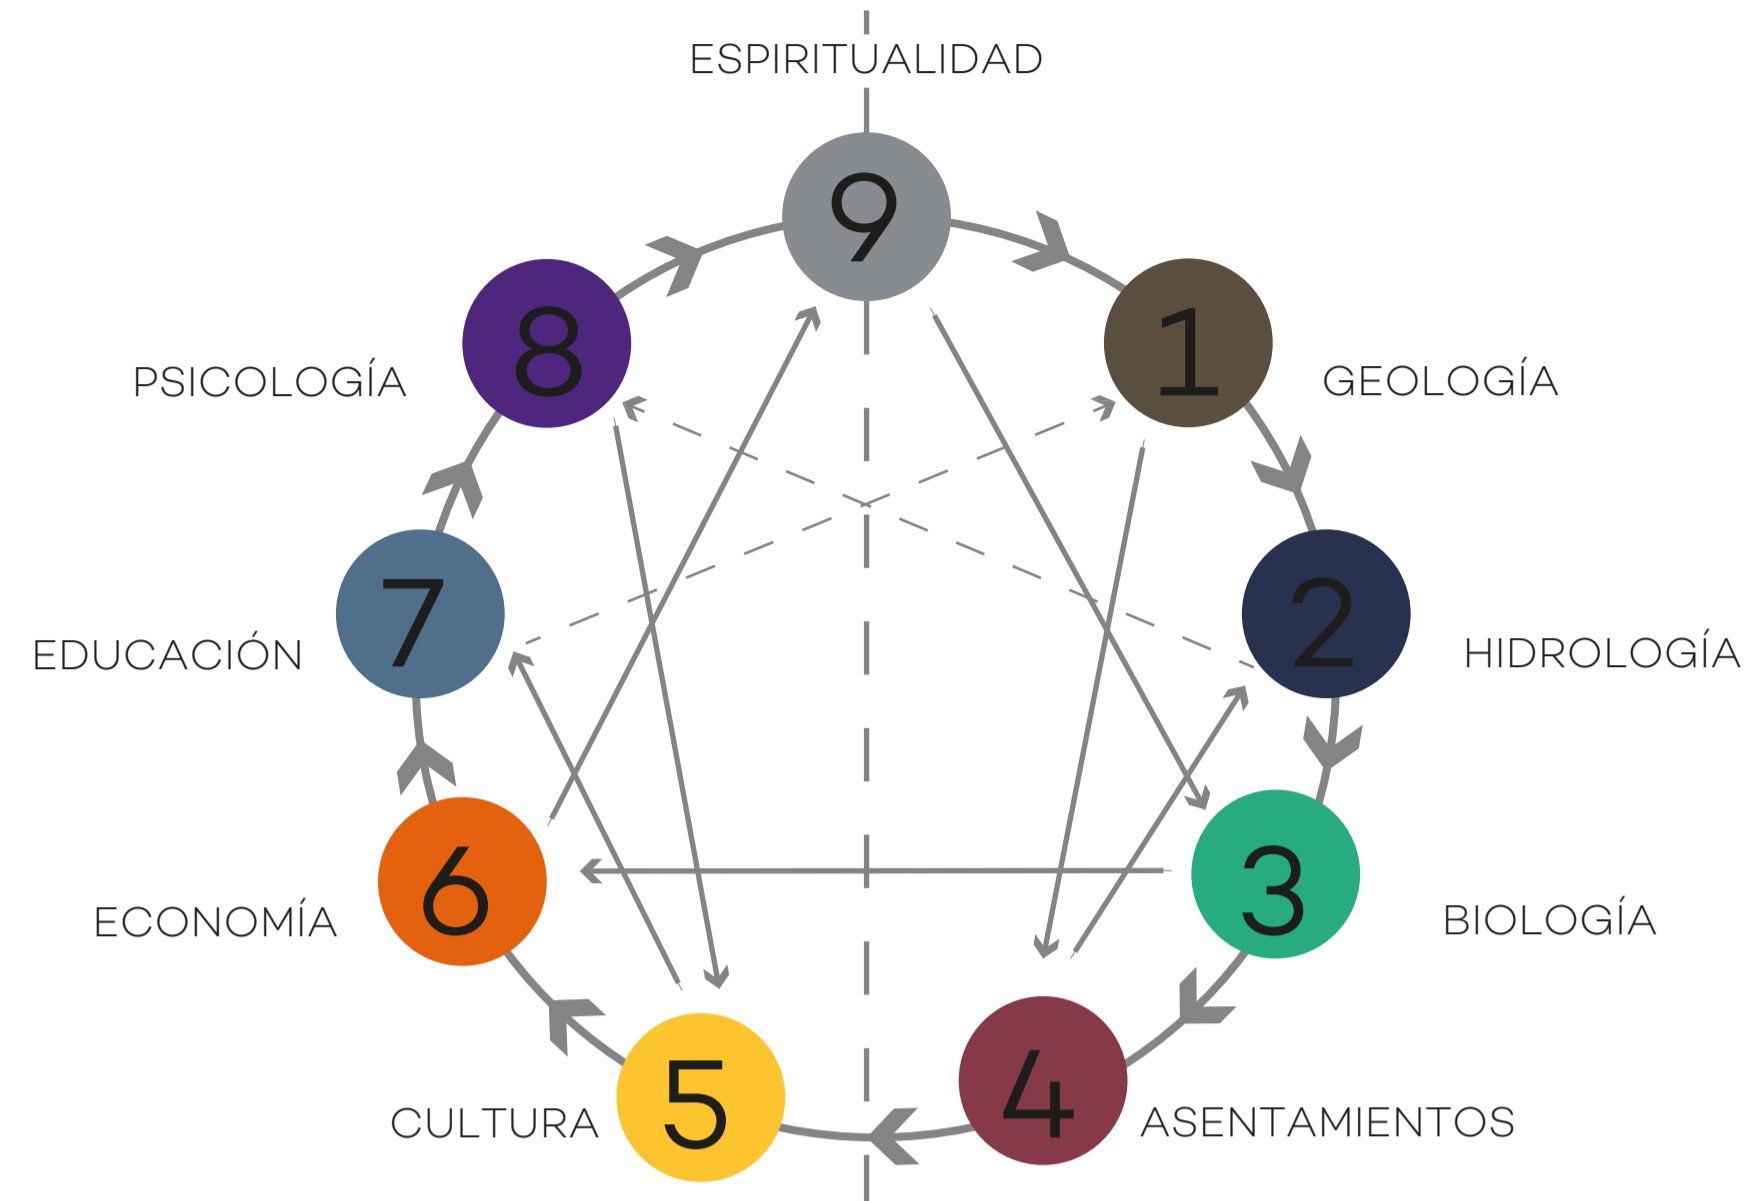 ESPIRITUALIDAD
9
8
1
PSICOLOGÍA
GEOLOGÍA
7
2
EDUCACIÓN
HIDROLOGÍA
6
3
ECONOMÍA
BIOLOGÍA
5
4
CULTURA
ASENTAMIENTOS